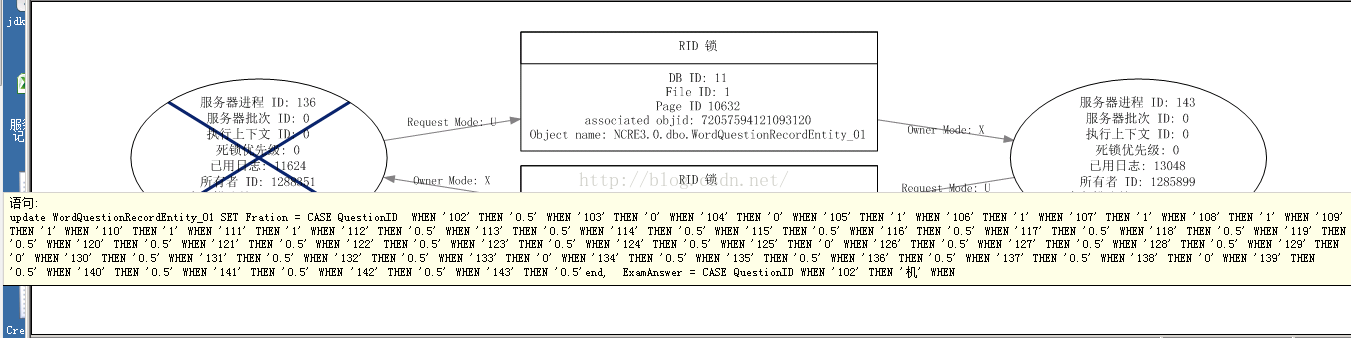 jdk
服
记
Cre
RID 锁
DB ID: 11
File ID: 1
Page ID 10632
associated objid: 72057594121093120
Object name: NCRE3.0.dbo.WordQuestionRecordEntity_01
服务器进程 ID: 136
服务器批次 ID: 0
执行上下文 ID: 0
死锁优先级: 0
已用日志: 11624
所有者 ID: 1288351
Request Mode: U
Owner Mode: X
服务器进程 ID: 143
服务器批次 ID: 0
执行上下文 ID: 0
死锁优先级: 0
已用日志: 13048
所有者 ID: 1285899
Owner Mode: X
Request Mode: U
RID 锁
语句:
update WordQuestionRecordEntity_01 SET Fration = CASE QuestionID  WHEN '102' THEN '0.5' WHEN '103' THEN '0' WHEN '104' THEN '0' WHEN '105' THEN '1' WHEN '106' THEN '1' WHEN '107' THEN '1' WHEN '108' THEN '1' WHEN '109'
THEN '1' WHEN '110' THEN '1' WHEN '111' THEN '1' WHEN '112' THEN '0.5' WHEN '113' THEN '0.5' WHEN '114' THEN '0.5' WHEN '115' THEN '0.5' WHEN '116' THEN '0.5' WHEN '117' THEN '0.5' WHEN '118' THEN '0.5' WHEN '119' THEN
'0.5' WHEN '120' THEN '0.5' WHEN '121' THEN '0.5' WHEN '122' THEN '0.5' WHEN '123' THEN '0.5' WHEN '124' THEN '0.5' WHEN '125' THEN '0' WHEN '126' THEN '0.5' WHEN '127' THEN '0.5' WHEN '128' THEN '0.5' WHEN '129' THEN
'0' WHEN '130' THEN '0.5' WHEN '131' THEN '0.5' WHEN '132' THEN '0.5' WHEN '133' THEN '0' WHEN '134' THEN '0.5' WHEN '135' THEN '0.5' WHEN '136' THEN '0.5' WHEN '137' THEN '0.5' WHEN '138' THEN '0' WHEN '139' THEN
'0.5' WHEN '140' THEN '0.5' WHEN '141' THEN '0.5' WHEN '142' THEN '0.5' WHEN '143' THEN '0.5'end,  ExamAnswer = CASE QuestionID WHEN '102' THEN '机' WHEN